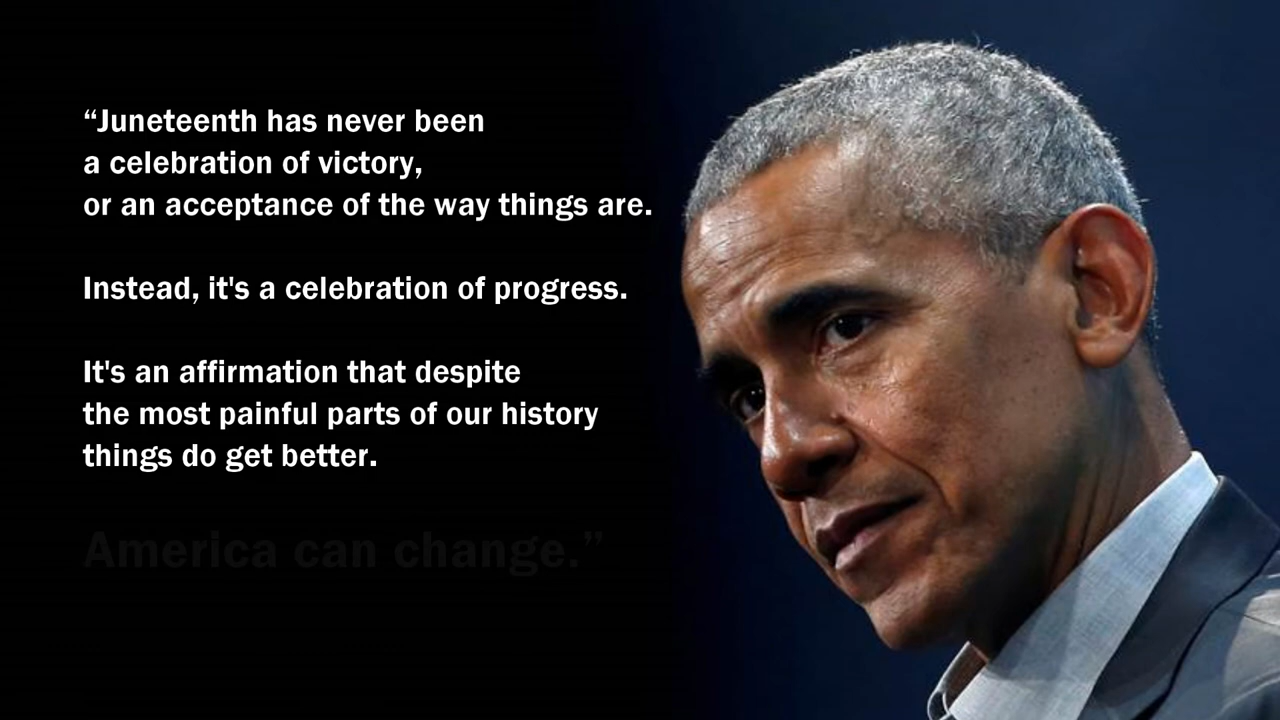 “Juneteenth has never been
a celebration of victory,
or an acceptance of the way things are.
Instead, it's a celebration of progress.
It's an affirmation that despite
the most painful parts of our history
things do get better.
America can change.”